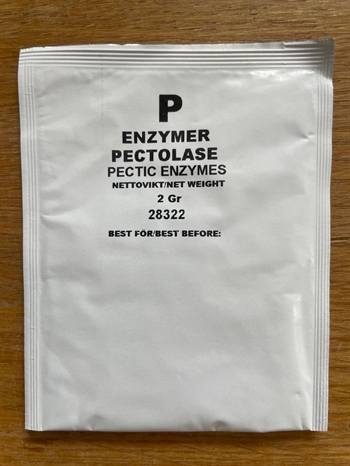 P
ENZYMER
PECTOLASE
PECTIC ENZYMES
NETTOVIKT/NET WEIGHT
2 Gr
28322
BEST FÖR/BEST BEFORE: